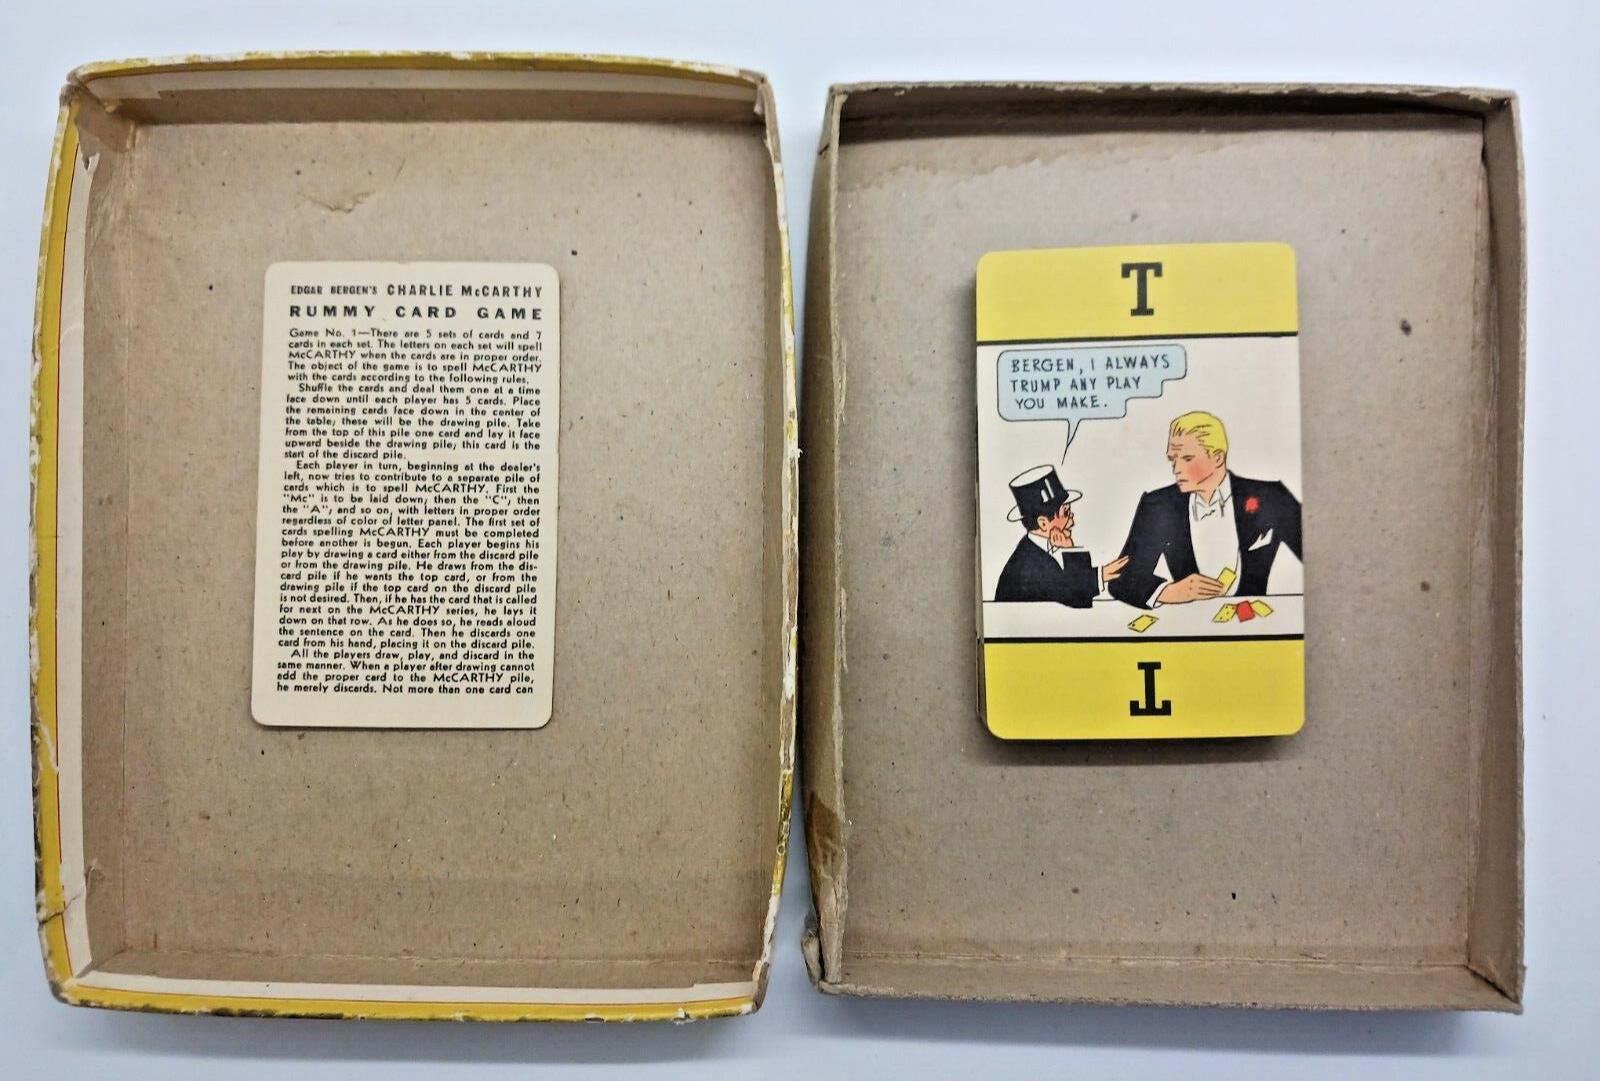 EDGAR BERGEN'S CHARLIE McCARTHY
RUMMY CARD GAME
Game No. 1—There are 5 sets of cards and 7
cards in each set. The letters on each set will spell
McCARTHY when the cards are in proper order.
The object of the game is to spell McCARTHY
with the cards according to the following rules.
Shuffle the cards and deal them one at a time
face down until each player has 5 cards. Place
the remaining cards face down in the center of
the table; these will be the drawing pile. Take
from the top of this pile one card and lay it face
upward beside the drawing pile; this card is the
start of the discard pile.
Each player in turn, beginning at the dealer's
left, now tries to contribute to a separate pile of
cards which is to spell McCARTHY. First the
"Mc" is to be laid down, then the "C", then
the "A", and so on, with letters in proper order
regardless of color of letter panel. The first set of
cards spelling McCARTHY must be completed
before another is begun. Each player begins his
play by drawing a card either from the discard pile
or from the drawing pile. He draws from the dis-
card pile if he wants the top card, or from the
drawing pile if the top card on the discard pile
is not desired. Then, if he has the card that is called
for next on the McCARTHY series, he lays it
down on that row. As he does so, he reads aloud
the sentence on the card. Then he discards one
card from his hand, placing it on the discard pile.
All the players draw, play, and discard in the
same manner. When a player after drawing cannot
add the proper card to the McCARTHY pile,
he merely discards. Not more than one card can
T
BERGEN, I ALWAYS
TRUMP ANY PLAY
YOU MAKE.
T